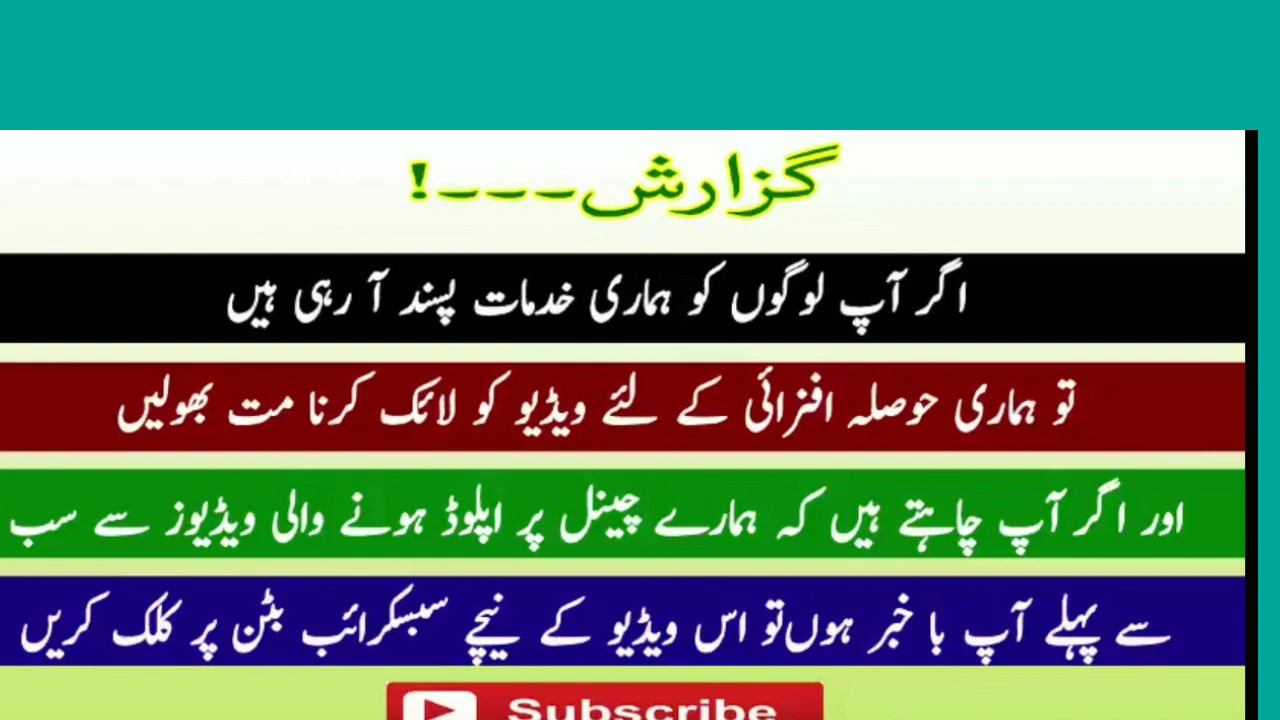 گزارش۔۔۔!
اگر آپ لوگوں کو ہماری خدمات پسند آ رہی ہیں
تو ہماری حوصلہ افزائی کے لئے ویڈیو کو لائک کرنا مت بھولیں
اور اگر آپ چاہتے ہیں کہ ہمارے چینل پر اپلوڈ ہونے والی ویڈیوز سے سب
سے پہلے آپ با خبر ہوں تو اس ویڈیو کے نیچے سبسکرائب بٹن پر کلک کریں
Subscribe